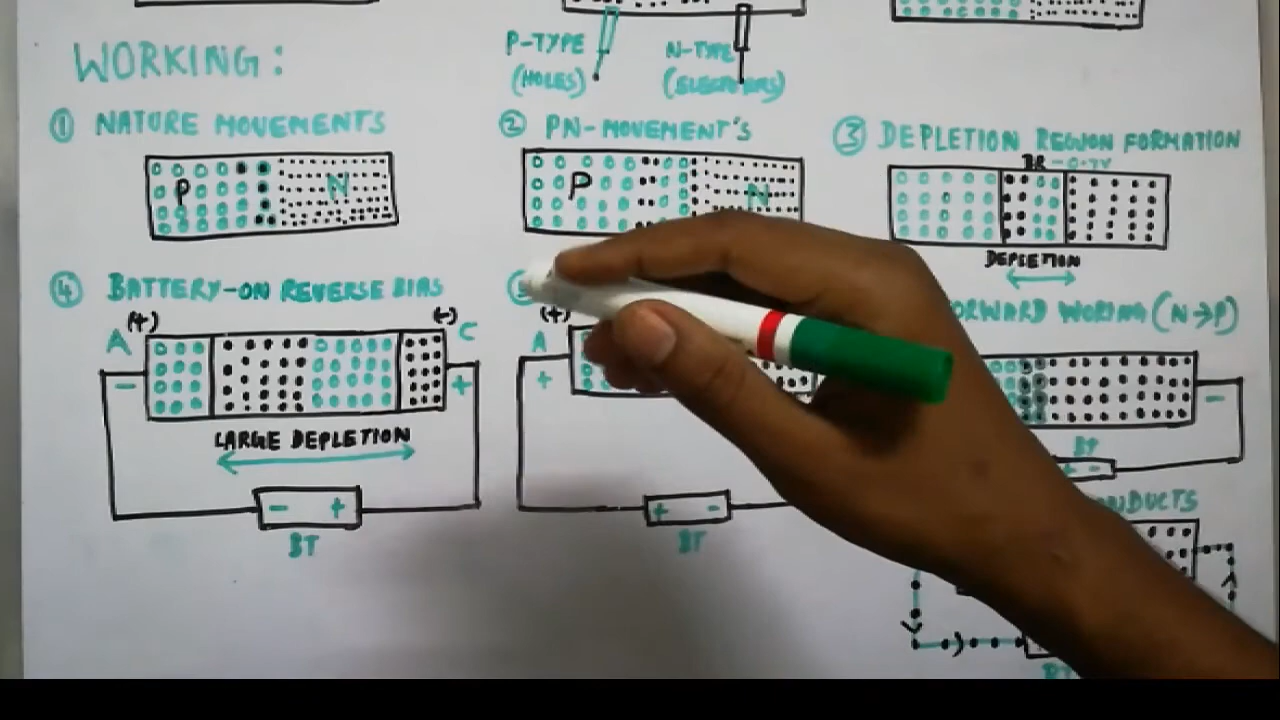 P-TYPE
(HOLES)
N-TYPE
WORKING:
① NATURE MOVEMENTS
P
N
② PN-MOVEMENT'S
P
N
③ DEPLETION REGION FORMATION
DEPLETION
④ BATTERY-ON REVERSE BIAS
(+)
(-)
A
C
-
+
LARGE DEPLETION
- +
BT
(+)
A
+
+ -
BT
WORKING (N→P)
-
BT
+ -